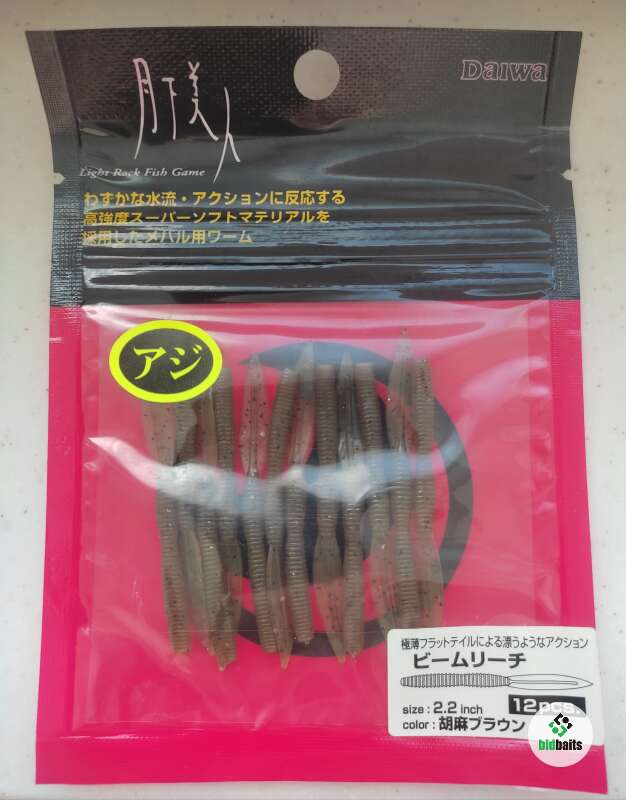 月下美人
DAIWA
Light Rock Fish Game
わずかな水流・アクションに反応する
高強度スーパーソフトマテリアルを
採用したメバル用ワーム
アジ
極薄フラットテイルによる漂うようなアクション
ビームリーチ
size : 2.2 inch
12pcs.
color : 胡麻ブラウン
bidbaits